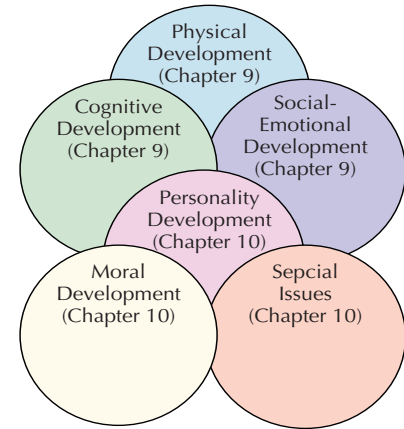 Physical
Development
(Chapter 9)
Cognitive
Development
(Chapter 9)
Social-
Emotional
Development
(Chapter 9)
Personality
Development
(Chapter 10)
Moral
Development
(Chapter 10)
Sepcial
Issues
(Chapter 10)